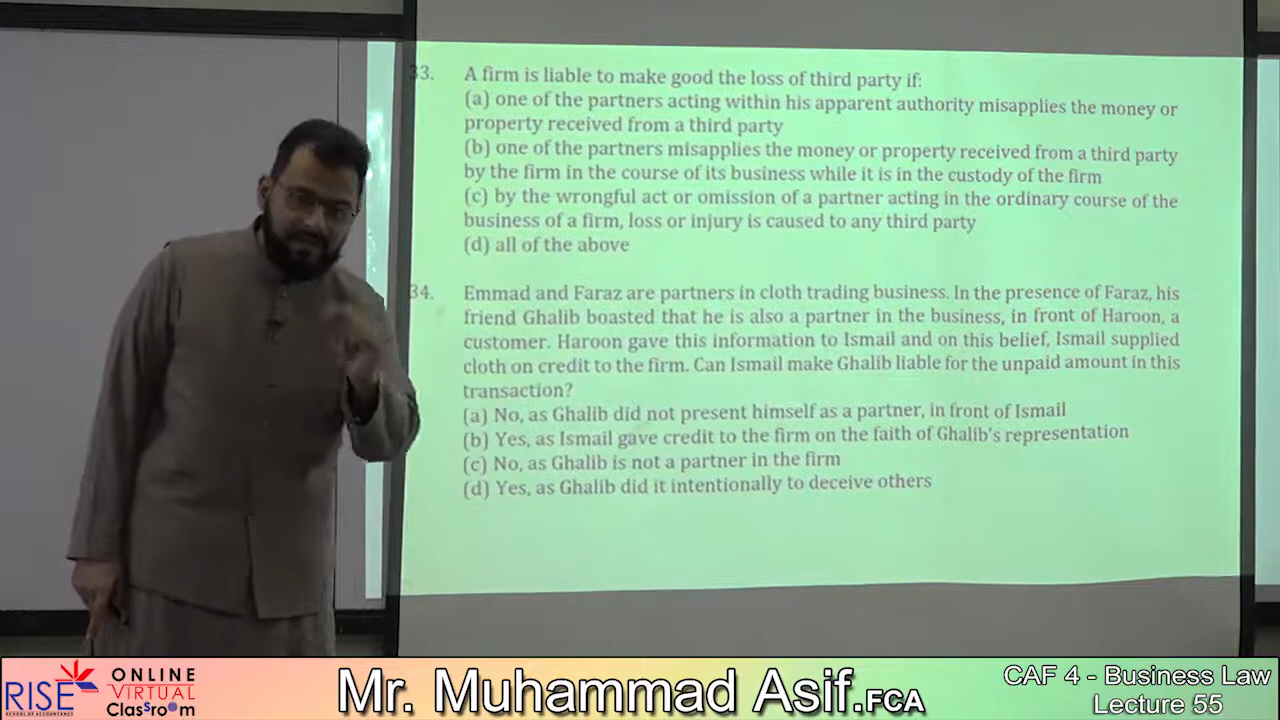 33. A firm is liable to make good the loss of third party if:
(a) one of the partners acting within his apparent authority misapplies the money or
property received from a third party
(b) one of the partners misapplies the money or property received from a third party
by the firm in the course of its business while it is in the custody of the firm
(c) by the wrongful act or omission of a partner acting in the ordinary course of the
business of a firm, loss or injury is caused to any third party
(d) all of the above
34. Emmad and Faraz are partners in cloth trading business. In the presence of Faraz, his
friend Ghalib boasted that he is also a partner in the business, in front of Haroon, a
customer. Haroon gave this information to Ismail and on this belief, Ismail supplied
cloth on credit to the firm. Can Ismail make Ghalib liable for the unpaid amount in this
transaction?
(a) No, as Ghalib did not present himself as a partner, in front of Ismail
(b) Yes, as Ismail gave credit to the firm on the faith of Ghalib's representation
(c) No, as Ghalib is not a partner in the firm
(d) Yes, as Ghalib did it intentionally to deceive others
RISE
SCHOOL OF ACCOUNTANCY
ONLINE
VIRTUAL
ClasSro@m
Mr. Muhammad Asif.FCA
CAF 4 - Business Law
Lecture 55